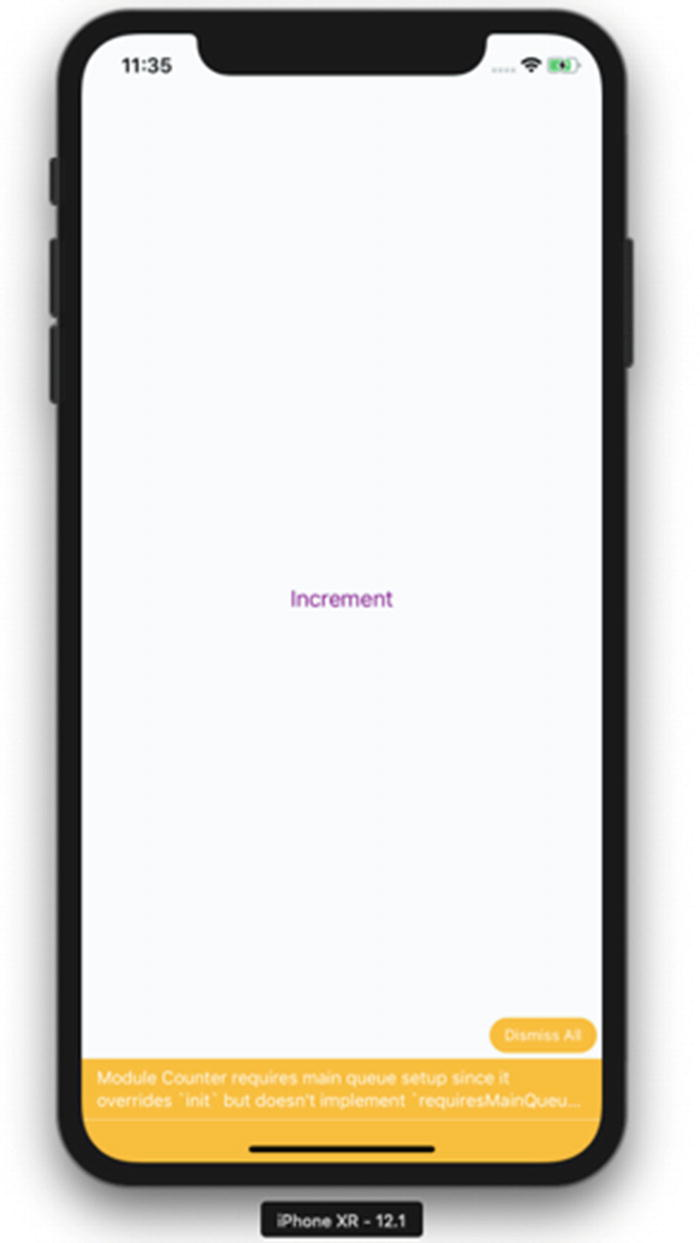 11:35
Increment
Dismiss All
Module Counter requires main queue setup since it
overrides `init` but doesn't implement `requiresMainQueu...
iPhone XR - 12.1